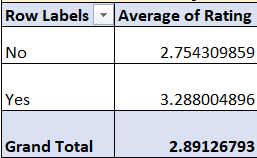 Row Labels Average of Rating
No 2.754309859
Yes 3.288004896
Grand Total 2.89126793